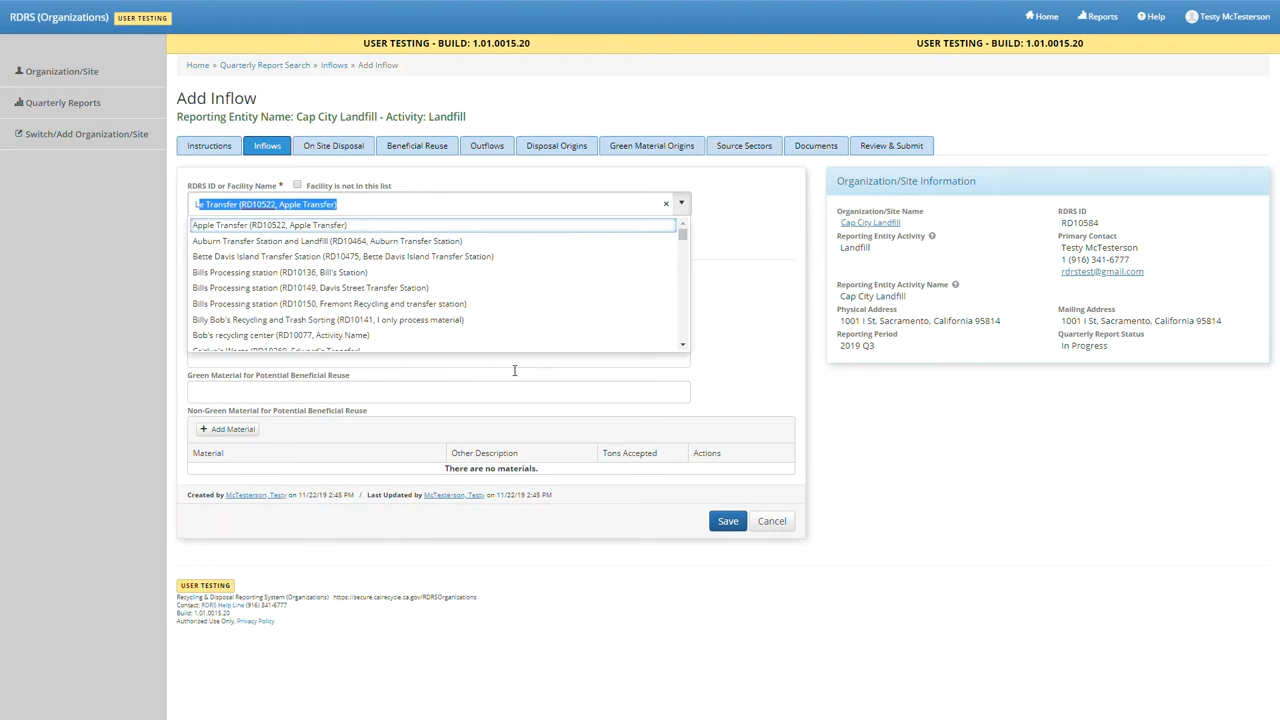 RDRS (Organizations) USER TESTING
Home Reports Help Testy McTesterson
USER TESTING - BUILD: 1.01.0015.20 USER TESTING - BUILD: 1.01.0015.20
Organization/Site
Quarterly Reports
Switch/Add Organization/Site
Home » Quarterly Report Search » Inflows » Add Inflow
Add Inflow
Reporting Entity Name: Cap City Landfill - Activity: Landfill
Instructions Inflows On Site Disposal Beneficial Reuse Outflows Disposal Origins Green Material Origins Source Sectors Documents Review & Submit
RDRS ID or Facility Name * Facility is not in this list
e Transfer (RD10522, Apple Transfer)
Apple Transfer (RD10522, Apple Transfer)
Auburn Transfer Station and Landfill (RD10464, Auburn Transfer Station)
Bette Davis Island Transfer Station (RD10475, Bette Davis Island Transfer Station)
Bills Processing station (RD10136, Bill's Station)
Bills Processing station (RD10149, Davis Street Transfer Station)
Bills Processing station (RD10150, Fremont Recycling and transfer station)
Billy Bob's Recycling and Trash Sorting (RD10141, I only process material)
Bob's recycling center (RD10077, Activity Name)
Green Material for Potential Beneficial Reuse
Non-Green Material for Potential Beneficial Reuse
+ Add Material
Material Other Description Tons Accepted Actions
There are no materials.
Created by McTesterson, Testy on 11/22/19 2:45 PM / Last Updated by McTesterson, Testy on 11/22/19 2:45 PM
Save Cancel
Organization/Site Information
Organization/Site Name
Cap City Landfill
Reporting Entity Activity
Landfill
Reporting Entity Activity Name
Cap City Landfill
Physical Address
1001 I St, Sacramento, California 95814
Reporting Period
2019 Q3
RDRS ID
RD10584
Primary Contact
Testy McTesterson
1 (916) 341-6777
rdrstest@gmail.com
Mailing Address
1001 I St, Sacramento, California 95814
Quarterly Report Status
In Progress
USER TESTING
Recycling & Disposal Reporting System (Organizations) https://secure.calrecycle.ca.gov/RDRSOrganizations
Contact: RDRS Help Line (916) 341-6777
Build: 1.01.0015.20
Authorized Use Only. Privacy Policy